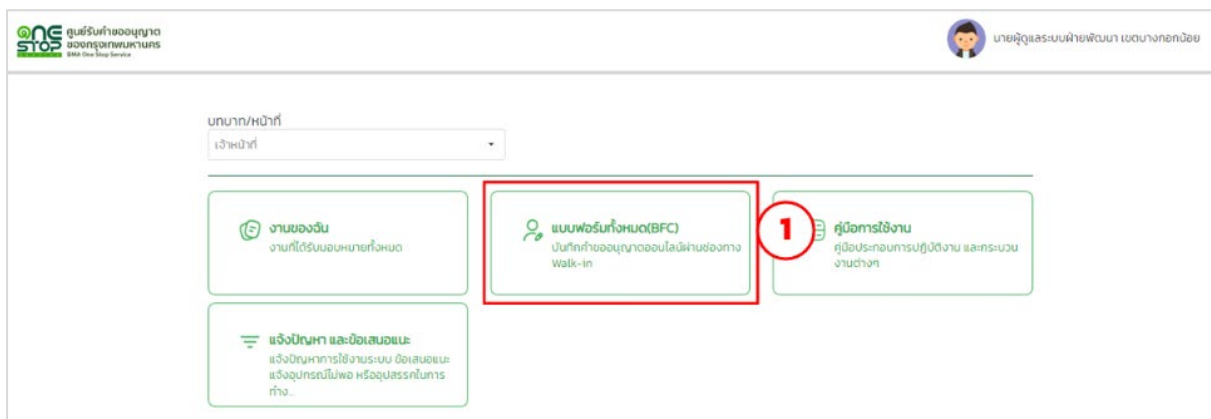 ONE STOP
ศูนย์รับคำขออนุญาต
ของกรุงเทพมหานคร
BMA One Stop Service
นายผู้ดูแลระบบฝ่ายพัฒนา เขตบางกอกน้อย
บทบาท/หน้าที่
เจ้าหน้าที่
งานของฉัน
งานที่ได้รับมอบหมายทั้งหมด
แบบฟอร์มทั้งหมด(BFC)
บันทึกคำขออนุญาตออนไลน์ผ่านช่องทาง
Walk-in
1
คู่มือการใช้งาน
คู่มือประกอบการปฏิบัติงาน และกระบวน
งานต่างๆ
แจ้งปัญหา และข้อเสนอแนะ
แจ้งปัญหาการใช้งานระบบ ข้อเสนอแนะ
แจ้งอุปกรณ์ไม่พอ หรืออุปสรรคในการ
ทำง...